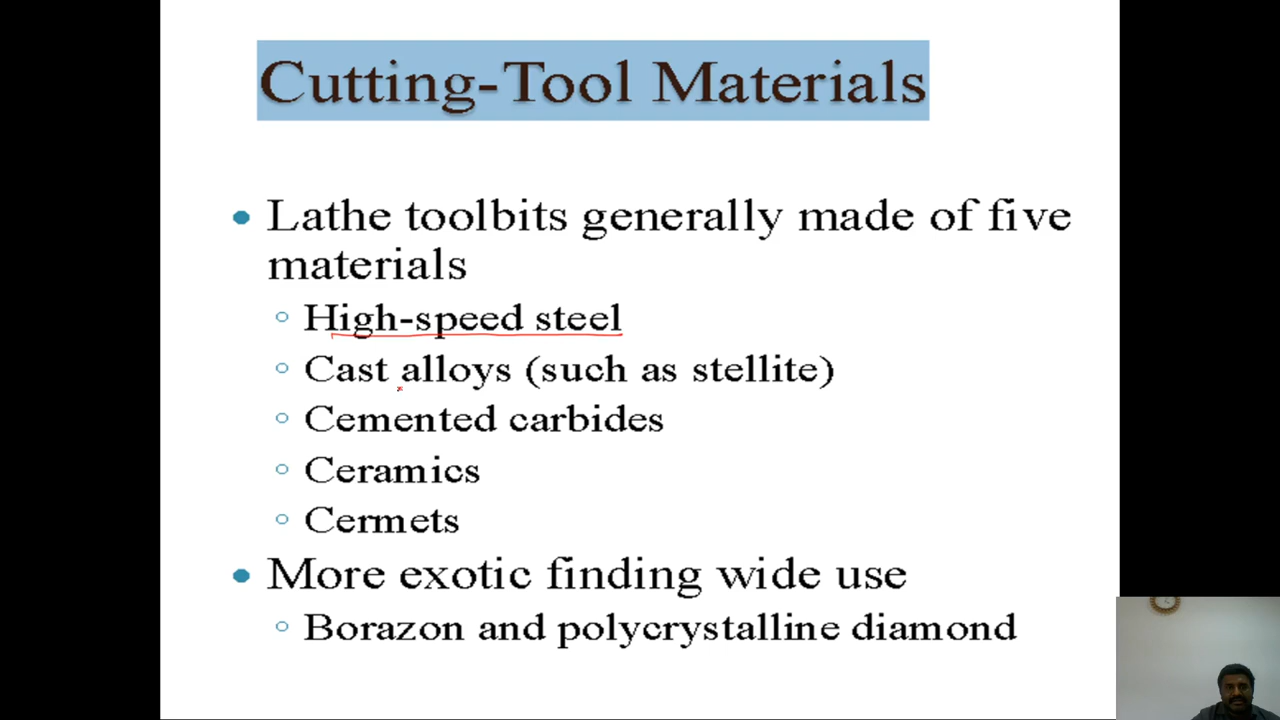 Cutting-Tool Materials
Lathe toolbits generally made of five
materials
High-speed steel
Cast alloys (such as stellite)
Cemented carbides
Ceramics
Cermets
More exotic finding wide use
Borazon and polycrystalline diamond